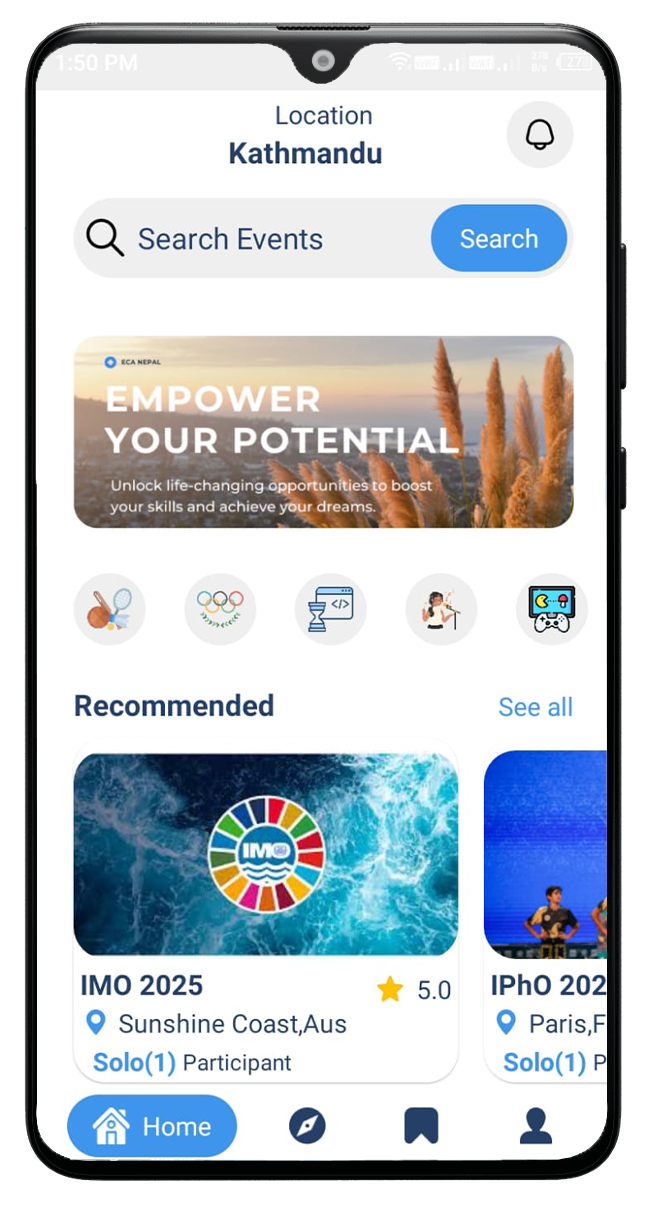 1:50 PM
27
Location
Kathmandu
Search Events
Search
ECA NEPAL
EMPOWER
YOUR POTENTIAL
Unlock life-changing opportunities to boost
your skills and achieve your dreams.
</>
Recommended
See all
IMO
IMO 2025
5.0
IPhO 202
Sunshine Coast,Aus
Paris,F
Solo(1) Participant
Solo(1) P
Home